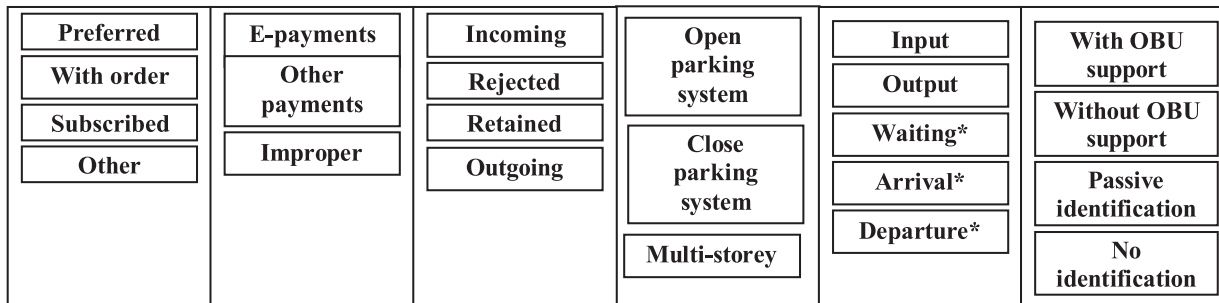 Preferred
With order
Subscribed
Other
E-payments
Other
payments
Improper
Incoming
Rejected
Retained
Outgoing
Open
parking
system
Close
parking
system
Multi-storey
Input
Output
Waiting*
Arrival*
Departure*
With OBU
support
Without OBU
support
Passive
identification
No
identification